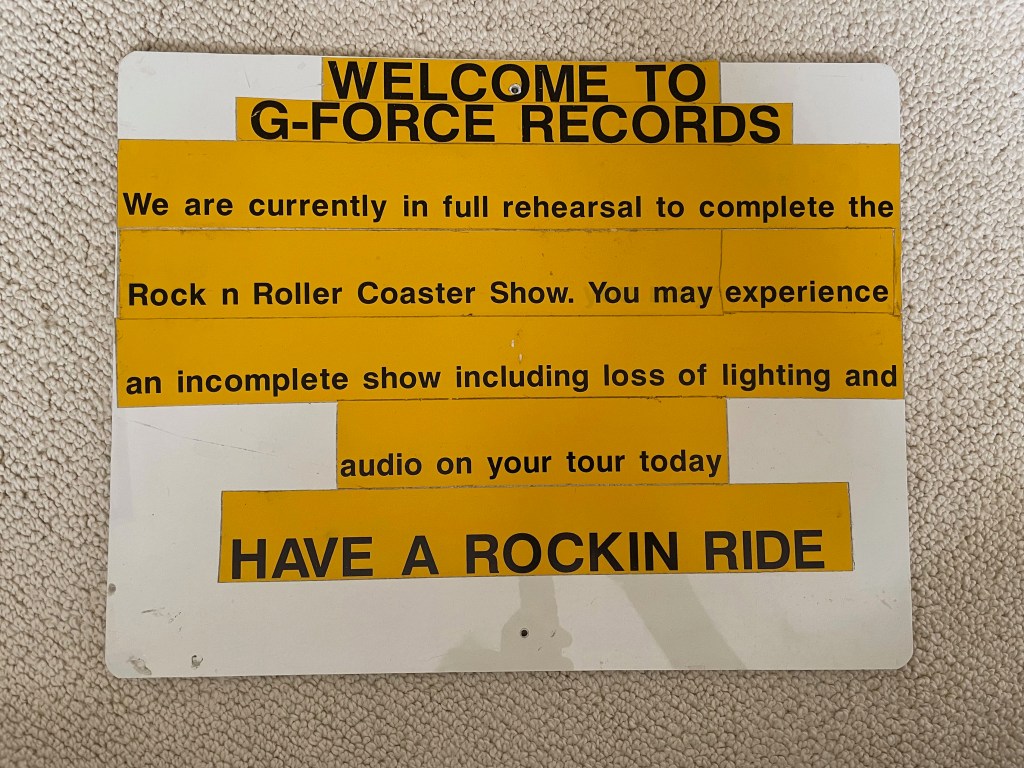 WELCOME TO
G-FORCE RECORDS
We are currently in full rehearsal to complete the
Rock n Roller Coaster Show. You may experience
an incomplete show including loss of lighting and
audio on your tour today
HAVE A ROCKIN RIDE